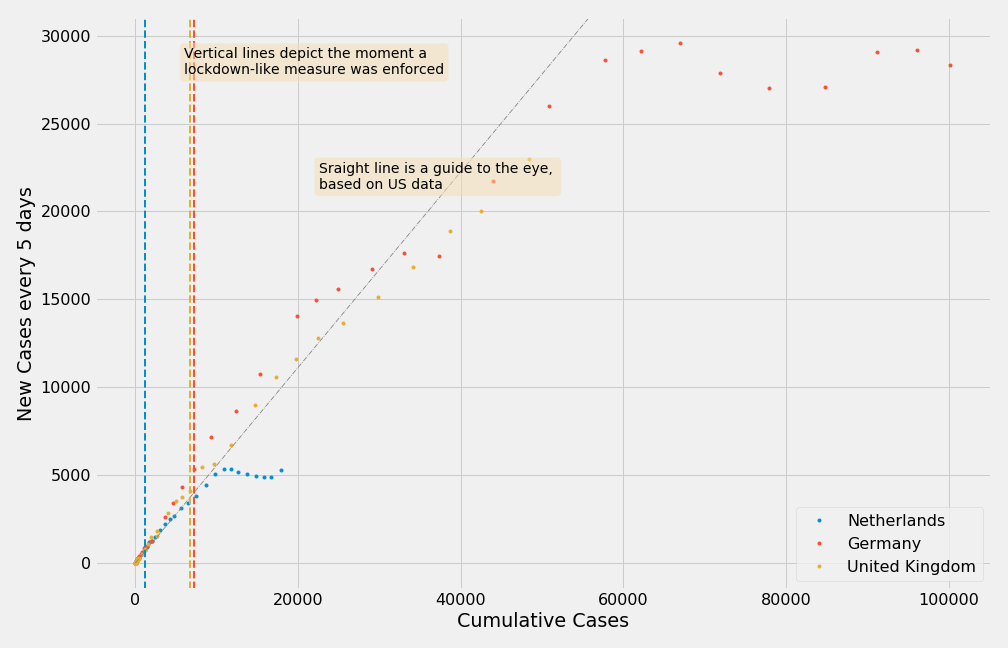 30000
25000
20000
15000
10000
5000
0
New Cases every 5 days
Vertical lines depict the moment a
lockdown-like measure was enforced
Sraight line is a guide to the eye,
based on US data
Netherlands
Germany
United Kingdom
0 20000 40000 60000 80000 100000
Cumulative Cases